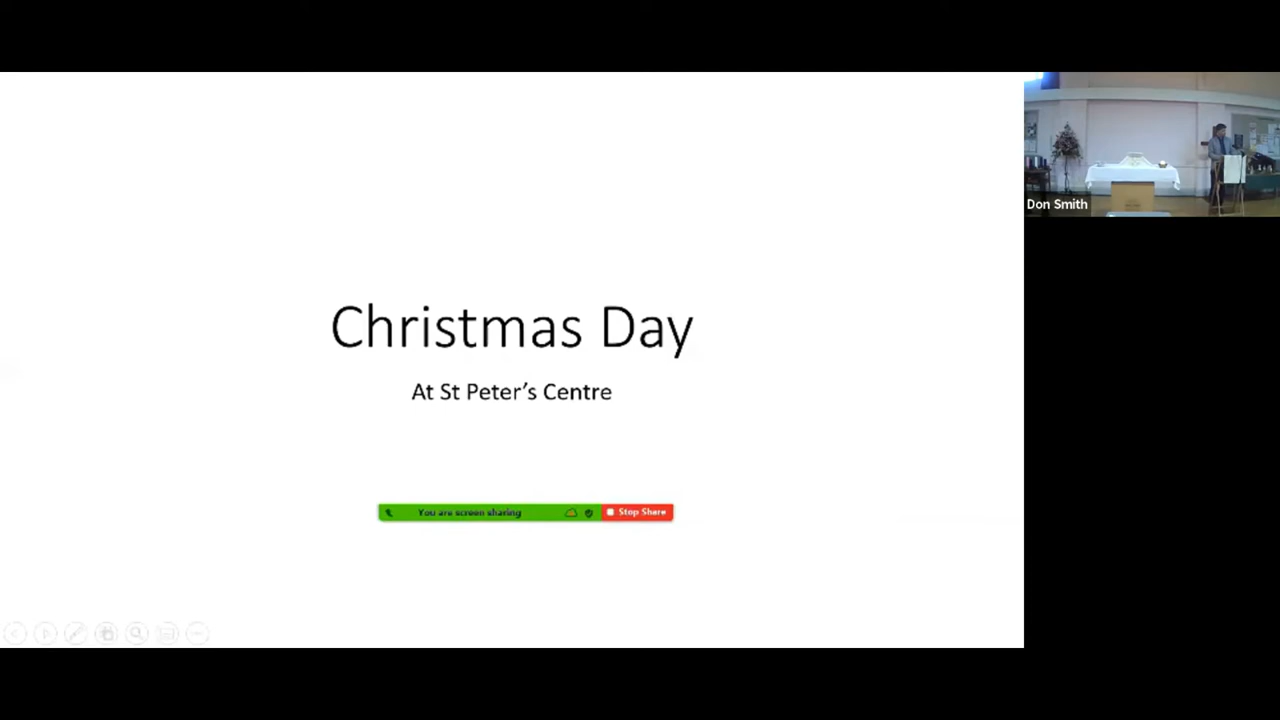 Christmas Day
At St Peter's Centre
You are screen sharing
Stop Share
Don Smith